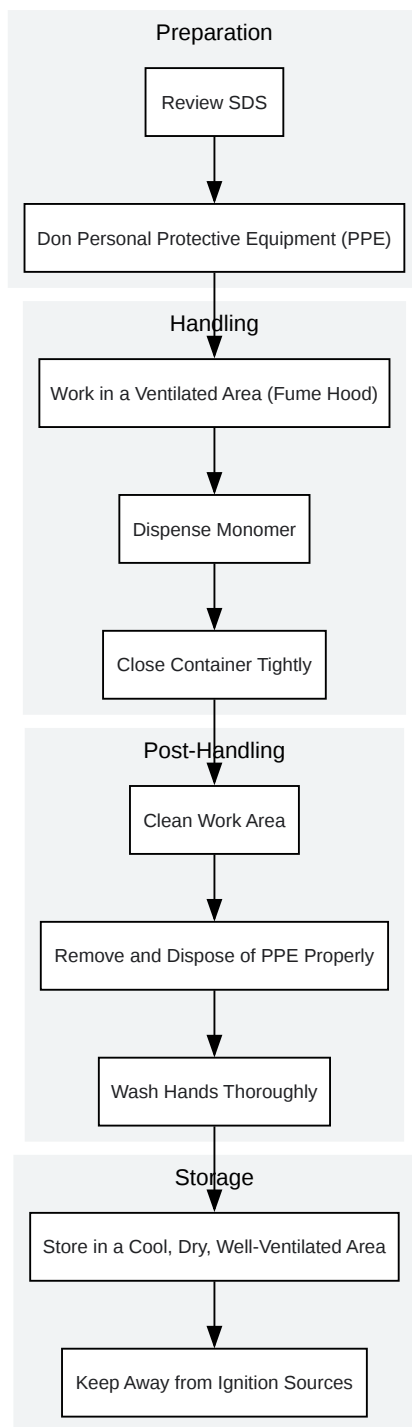 Preparation
Review SDS
Don Personal Protective Equipment (PPE)
Handling
Work in a Ventilated Area (Fume Hood)
Dispense Monomer
Close Container Tightly
Post-Handling
Clean Work Area
Remove and Dispose of PPE Properly
Wash Hands Thoroughly
Storage
Store in a Cool, Dry, Well-Ventilated Area
Keep Away from Ignition Sources